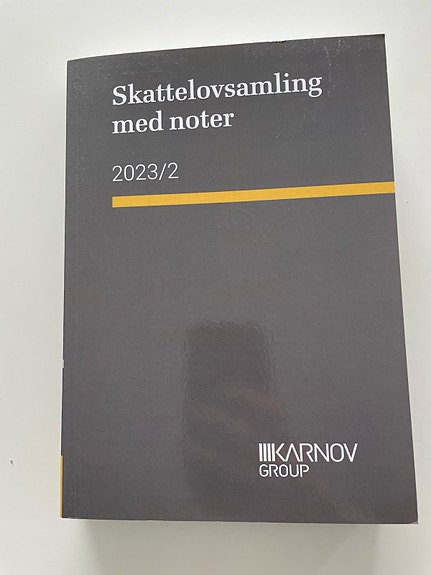 Skattelovsamling
med noter
2023/2
KARNOV
GROUP